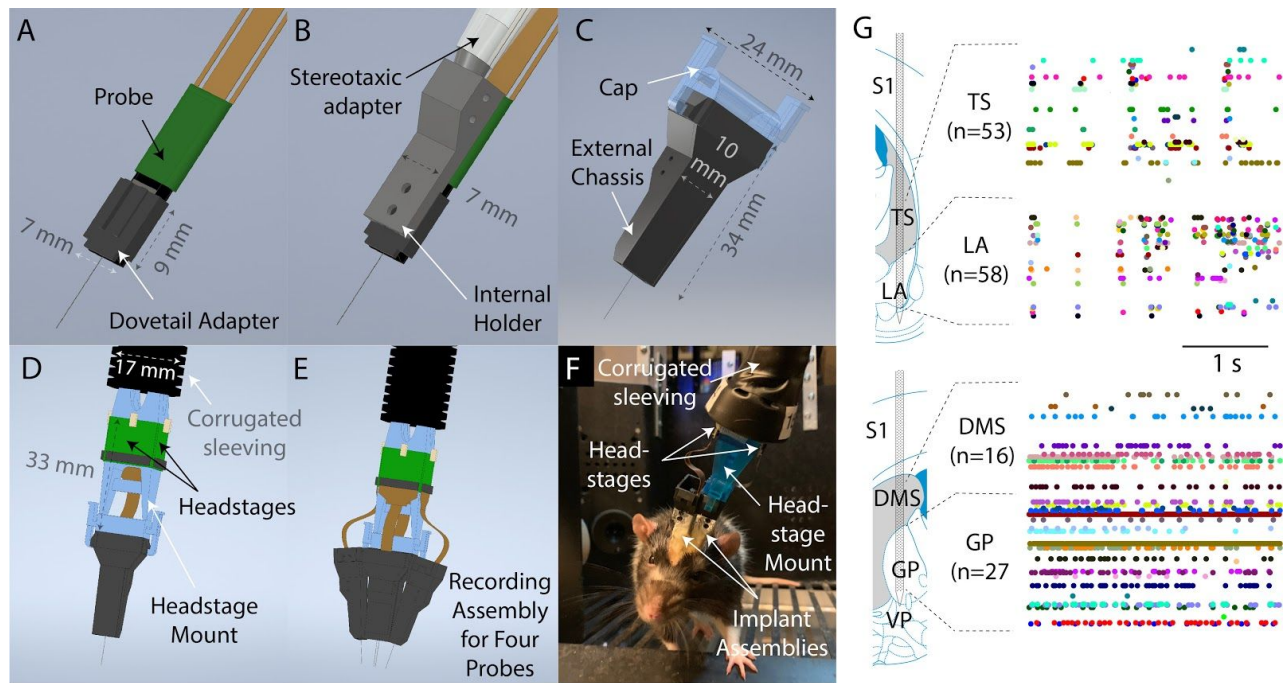 A
Probe
7 mm
9 mm
Dovetail Adapter
B
Stereotaxic
adapter
7 mm
Internal
Holder
C
24 mm
Cap
External
Chassis
10
mm
34 mm
D
17 mm
Corrugated
sleeving
33 mm
Headstages
Headstage
Mount
E
Recording
Assembly
for Four
Probes
F
Corrugated
sleeving
Head-
stages
Head-
stage
Mount
Implant
Assemblies
G
S1
TS
(n=53)
TS
LA
(n=58)
LA
1 s
S1
DMS
(n=16)
DMS
GP
(n=27
GP
VP